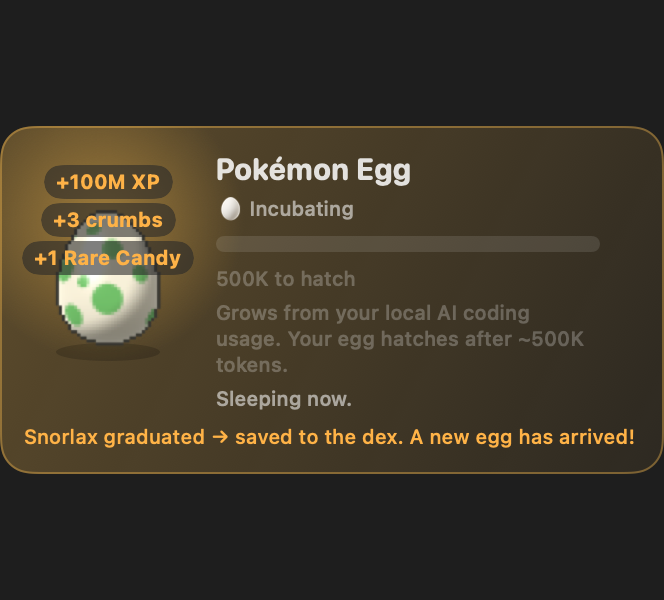 Pokémon Egg
+100M XP
Incubating
+3 crumbs
+1 Rare Candy
500K to hatch
Grows from your local AI coding
usage. Your egg hatches after ~500K
tokens.
Sleeping now.
Snorlax graduated → saved to the dex. A new egg has arrived!